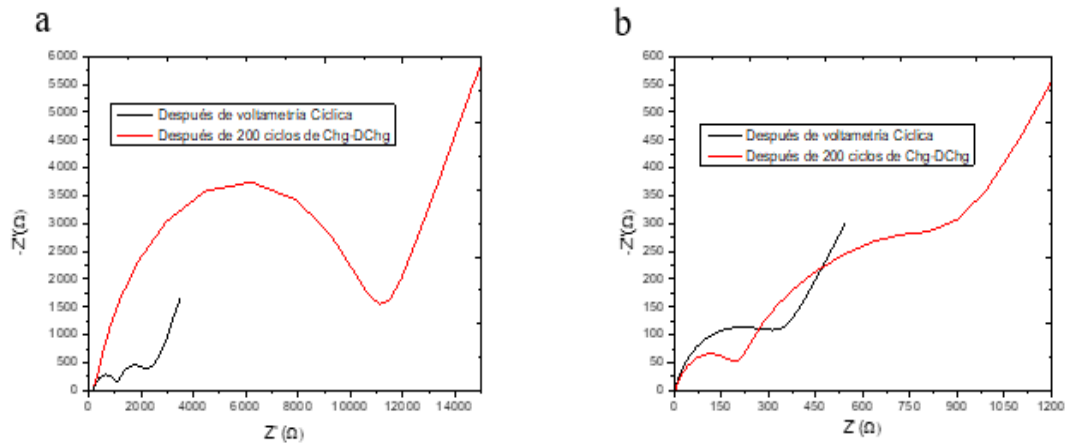 a
6000
5500
5000
4500
4000
3500
3000
2500
2000
1500
1000
500
0
-Z'(Ω)
Después de voltametría Cíclica
Después de 200 ciclos de Chg-DChg
0 2000 4000 6000 8000 10000 12000 14000
Z' (Ω)
b
600
550
500
450
400
350
300
250
200
150
100
50
0
-Z'(Ω)
Después de voltametría Cíclica
Después de 200 ciclos de Chg-DChg
0 150 300 450 600 750 900 1050 1200
Z' (Ω)